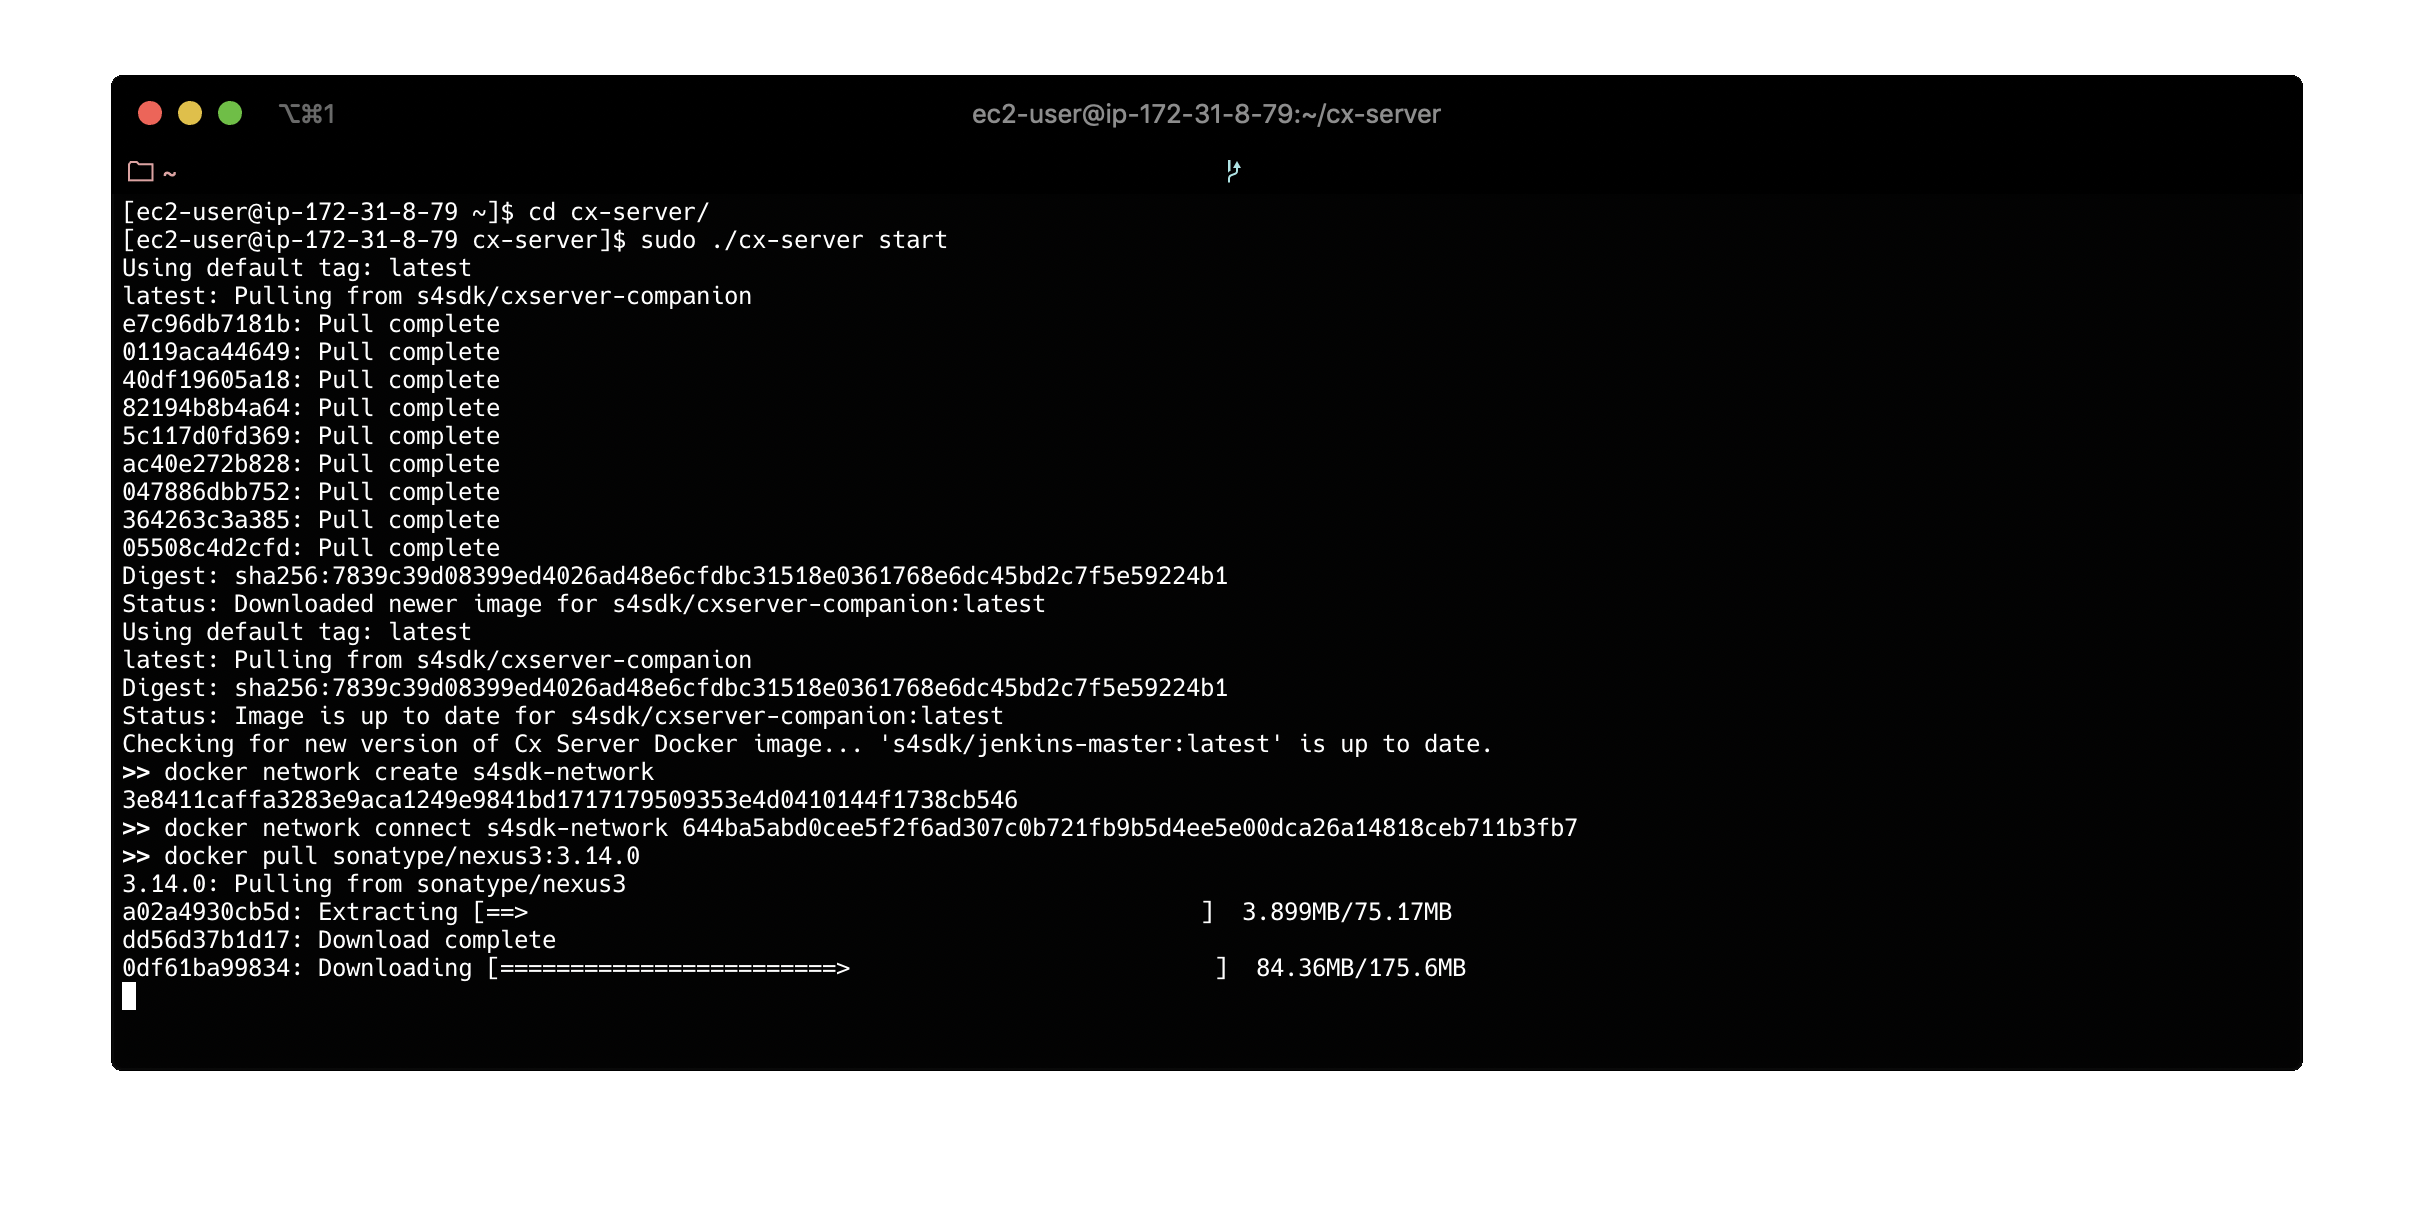 ⌥⌘1
ec2-user@ip-172-31-8-79:~/cx-server
~
[ec2-user@ip-172-31-8-79 ~]$ cd cx-server/
[ec2-user@ip-172-31-8-79 cx-server]$ sudo ./cx-server start
Using default tag: latest
latest: Pulling from s4sdk/cxserver-companion
e7c96db7181b: Pull complete
0119aca44649: Pull complete
40df19605a18: Pull complete
82194b8b4a64: Pull complete
5c117d0fd369: Pull complete
ac40e272b828: Pull complete
047886dbb752: Pull complete
364263c3a385: Pull complete
05508c4d2cfd: Pull complete
Digest: sha256:7839c39d08399ed4026ad48e6cfdbc31518e0361768e6dc45bd2c7f5e59224b1
Status: Downloaded newer image for s4sdk/cxserver-companion:latest
Using default tag: latest
latest: Pulling from s4sdk/cxserver-companion
Digest: sha256:7839c39d08399ed4026ad48e6cfdbc31518e0361768e6dc45bd2c7f5e59224b1
Status: Image is up to date for s4sdk/cxserver-companion:latest
Checking for new version of Cx Server Docker image... 's4sdk/jenkins-master:latest' is up to date.
>> docker network create s4sdk-network
3e8411caffa3283e9aca1249e9841bd1717179509353e4d0410144f1738cb546
>> docker network connect s4sdk-network 644ba5abd0cee5f2f6ad307c0b721fb9b5d4ee5e00dca26a14818ceb711b3fb7
>> docker pull sonatype/nexus3:3.14.0
3.14.0: Pulling from sonatype/nexus3
a02a4930cb5d: Extracting [==>                                                ]  3.899MB/75.17MB
dd56d37b1d17: Download complete
0df61ba99834: Downloading [========================>                          ]  84.36MB/175.6MB